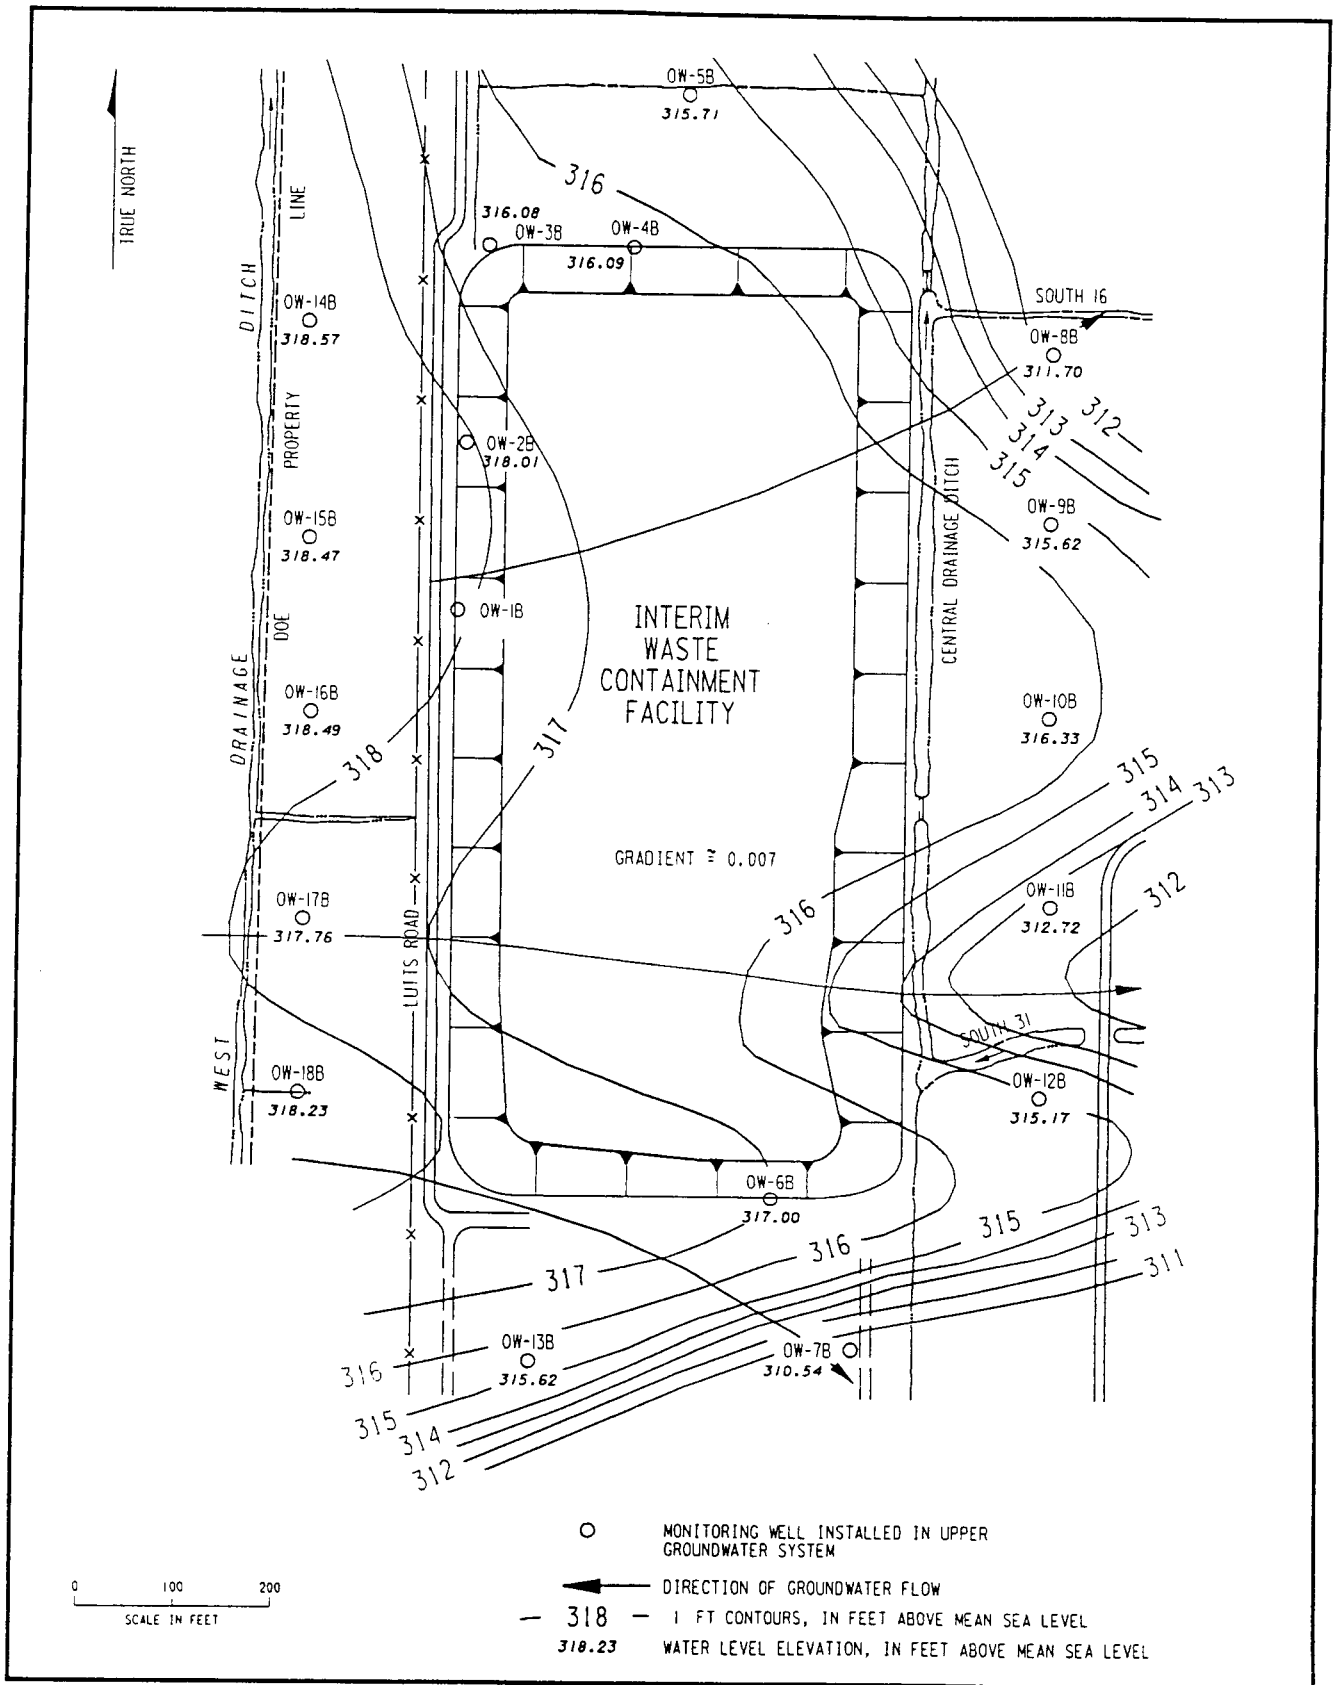 OW-5B
315.71
TRUE NORTH
LINE
316
316.08
OW-3B
OW-4B
316.09
DITCH
OW-14B
318.57
SOUTH 16
OW-8B
311.70
PROPERTY
313
312
314
315
OW-2B
318.01
OW-15B
318.47
OW-9B
315.62
CENTRAL DRAINAGE DITCH
DOE
OW-1B
INTERIM
WASTE
CONTAINMENT
FACILITY
DRAINAGE
OW-16B
318.49
OW-10B
316.33
317
318
315
314
313
GRADIENT ≅ 0.007
OW-17B
317.76
LUTTS ROAD
316
OW-11B
312.72
312
WEST
SOUTH 31
OW-18B
318.23
OW-12B
315.17
OW-6B
317.00
315
313
316
311
317
OW-13B
315.62
OW-7B
310.54
316
315
314
312
MONITORING WELL INSTALLED IN UPPER
GROUNDWATER SYSTEM
0 100 200
SCALE IN FEET
DIRECTION OF GROUNDWATER FLOW
— 318 — 1 FT CONTOURS, IN FEET ABOVE MEAN SEA LEVEL
318.23 WATER LEVEL ELEVATION, IN FEET ABOVE MEAN SEA LEVEL